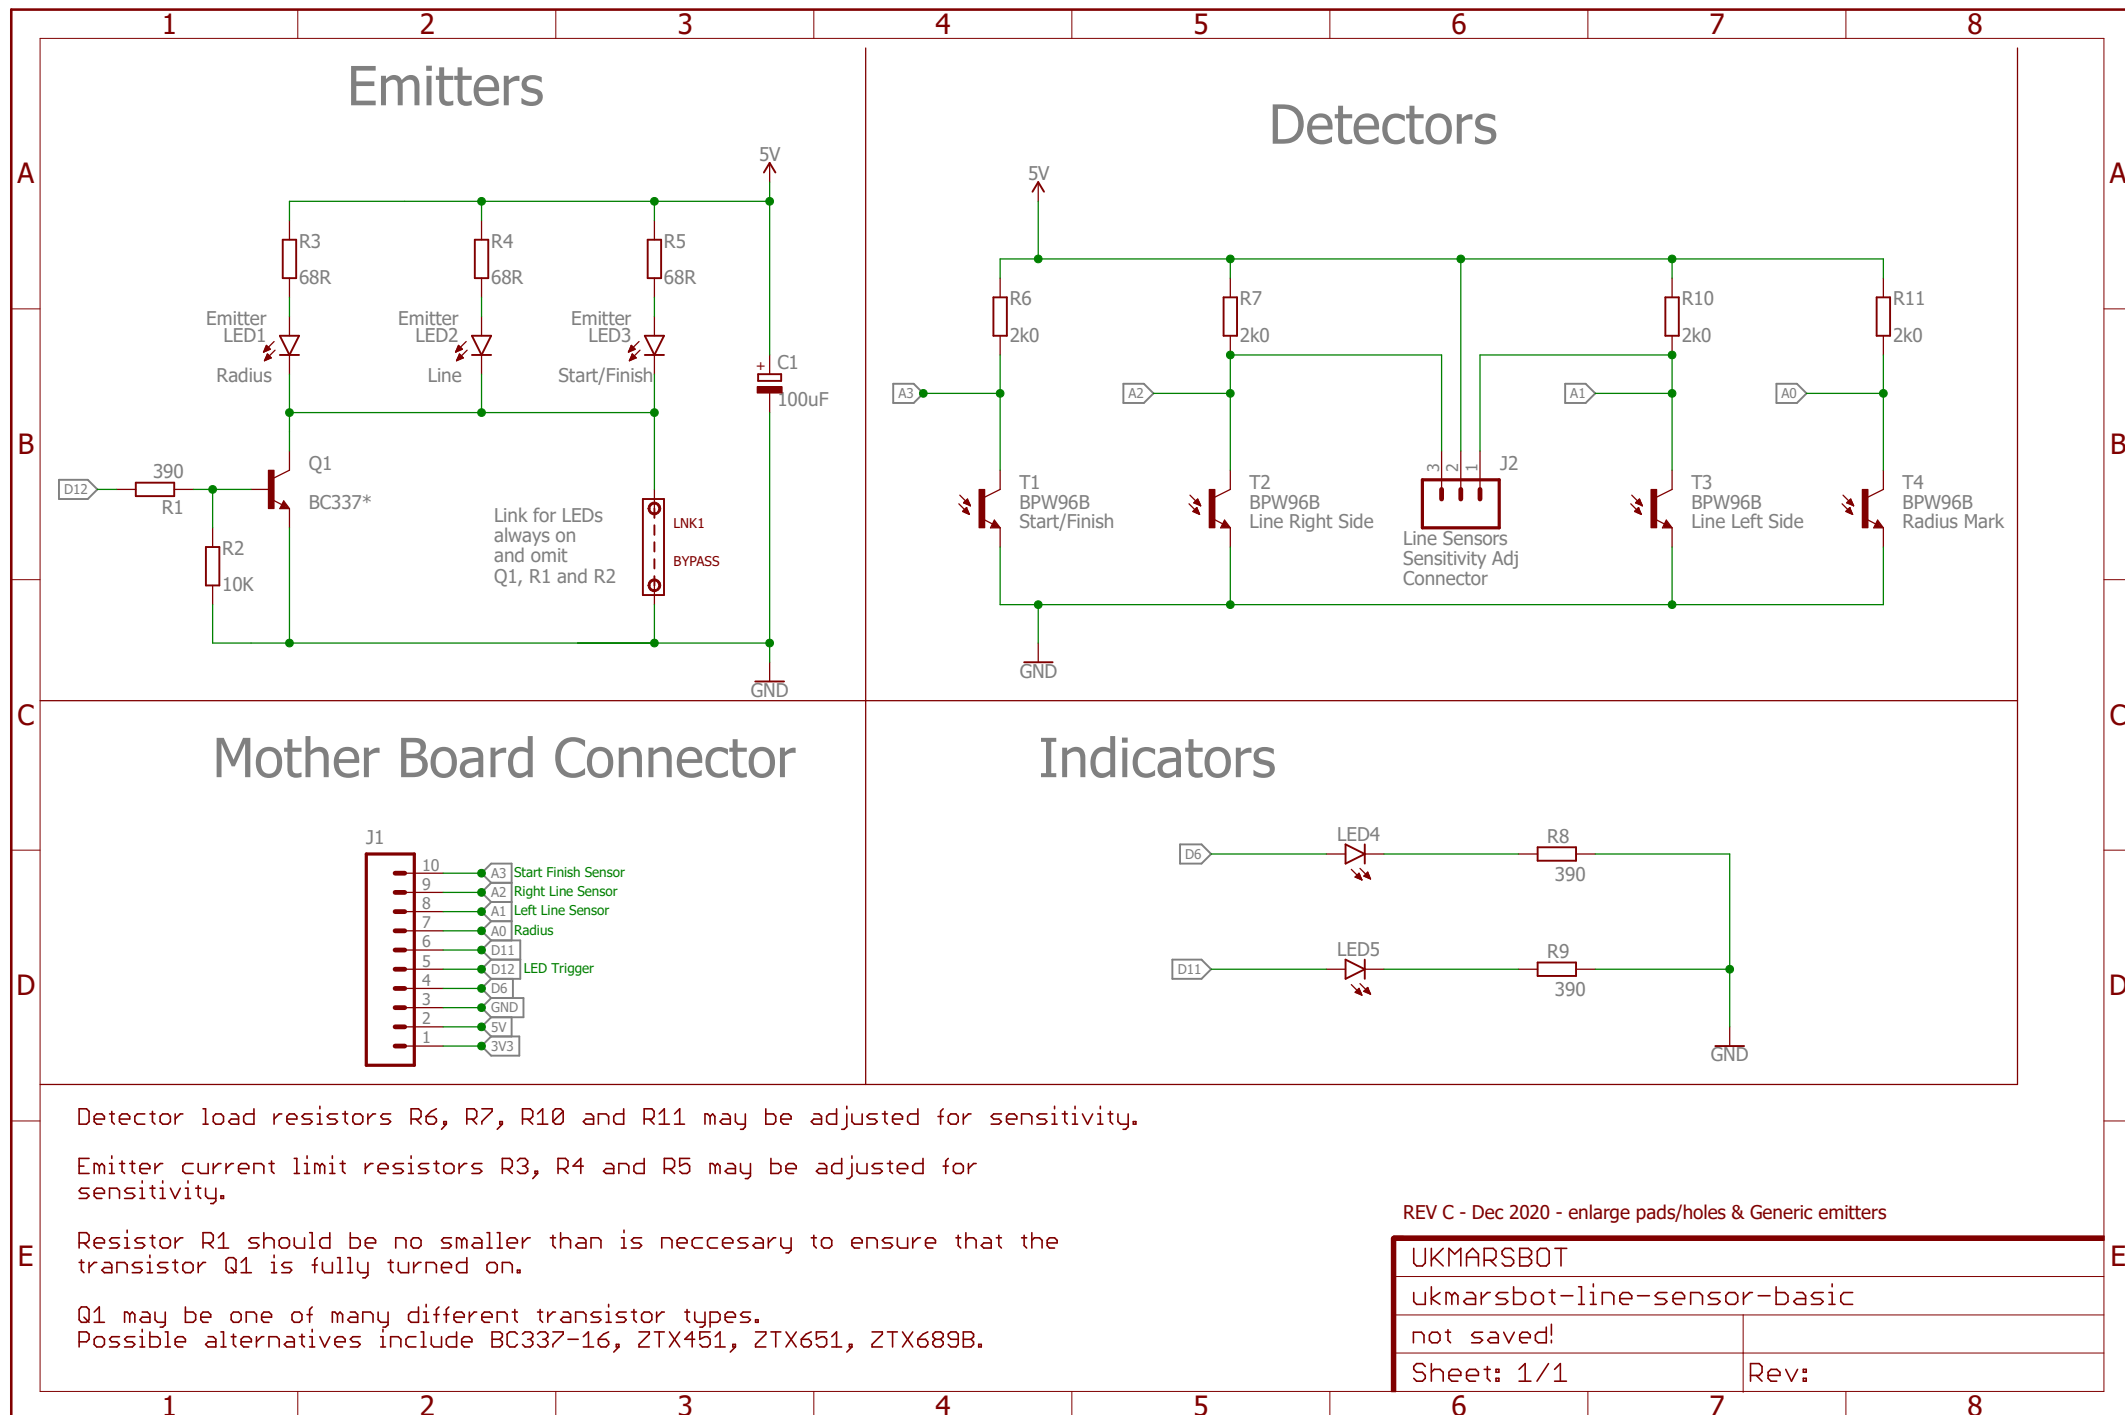 1 2 3 4 5 6 7 8
A
B
C
D
E
A
B
C
D
E
Emitters
5V
R3
68R
R4
68R
R5
68R
Emitter
LED1
Radius
Emitter
LED2
Line
Emitter
LED3
Start/Finish
+
C1
100uF
D12
390
R1
Q1
BC337*
R2
10K
Link for LEDs
always on
and omit
Q1, R1 and R2
LNK1
BYPASS
GND
Detectors
5V
R6
2k0
R7
2k0
R10
2k0
R11
2k0
A3
A2
A1
A0
T1
BPW96B
Start/Finish
T2
BPW96B
Line Right Side
3 2 1
J2
Line Sensors
Sensitivity Adj
Connector
T3
BPW96B
Line Left Side
T4
BPW96B
Radius Mark
GND
Mother Board Connector
J1
10 A3 Start Finish Sensor
9 A2 Right Line Sensor
8 A1 Left Line Sensor
7 A0 Radius
6 D11
5 D12 LED Trigger
4 D6
3 GND
2 5V
1 3V3
Indicators
D6
LED4
R8
390
D11
LED5
R9
390
GND
Detector load resistors R6, R7, R10 and R11 may be adjusted for sensitivity.
Emitter current limit resistors R3, R4 and R5 may be adjusted for
sensitivity.
Resistor R1 should be no smaller than is neccesary to ensure that the
transistor Q1 is fully turned on.
Q1 may be one of many different transistor types.
Possible alternatives include BC337-16, ZTX451, ZTX651, ZTX689B.
REV C - Dec 2020 - enlarge pads/holes & Generic emitters
UKMARSBOT
ukmarsbot-line-sensor-basic
not saved!
Sheet: 1/1 Rev:
1 2 3 4 5 6 7 8